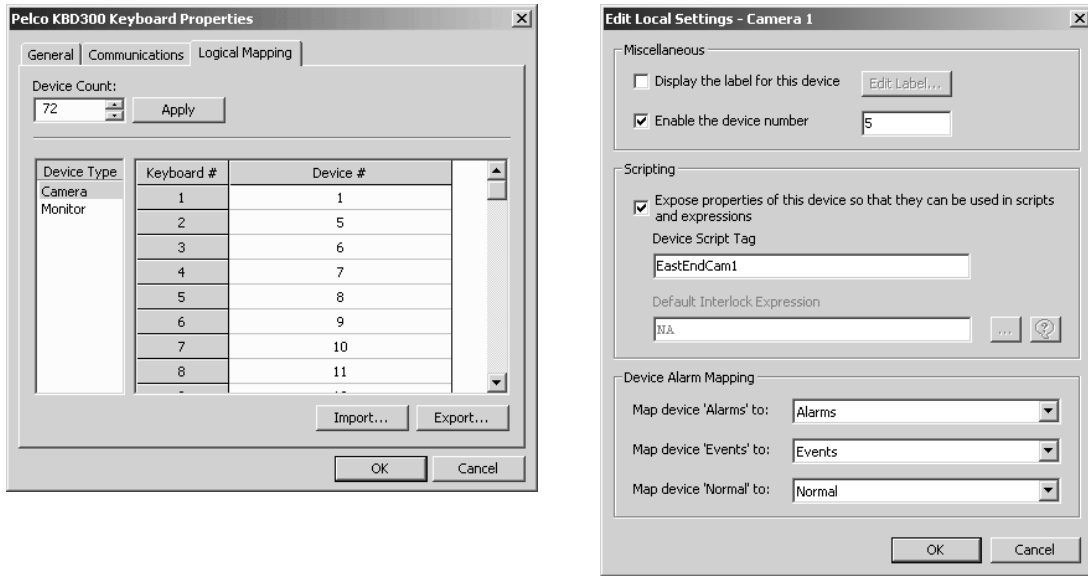 Pelco KBD300 Keyboard Properties
General Communications Logical Mapping
Device Count:
72 Apply
Device Type Keyboard # Device #
Camera
Monitor
1 1
2 5
3 6
4 7
5 8
6 9
7 10
8 11
Import... Export...
OK Cancel
Edit Local Settings - Camera 1
Miscellaneous
Display the label for this device Edit Label...
Enable the device number 5
Scripting
Expose properties of this device so that they can be used in scripts
and expressions
Device Script Tag
EastEndCam1
Default Interlock Expression
NA ...
Device Alarm Mapping
Map device 'Alarms' to: Alarms
Map device 'Events' to: Events
Map device 'Normal' to: Normal
OK Cancel